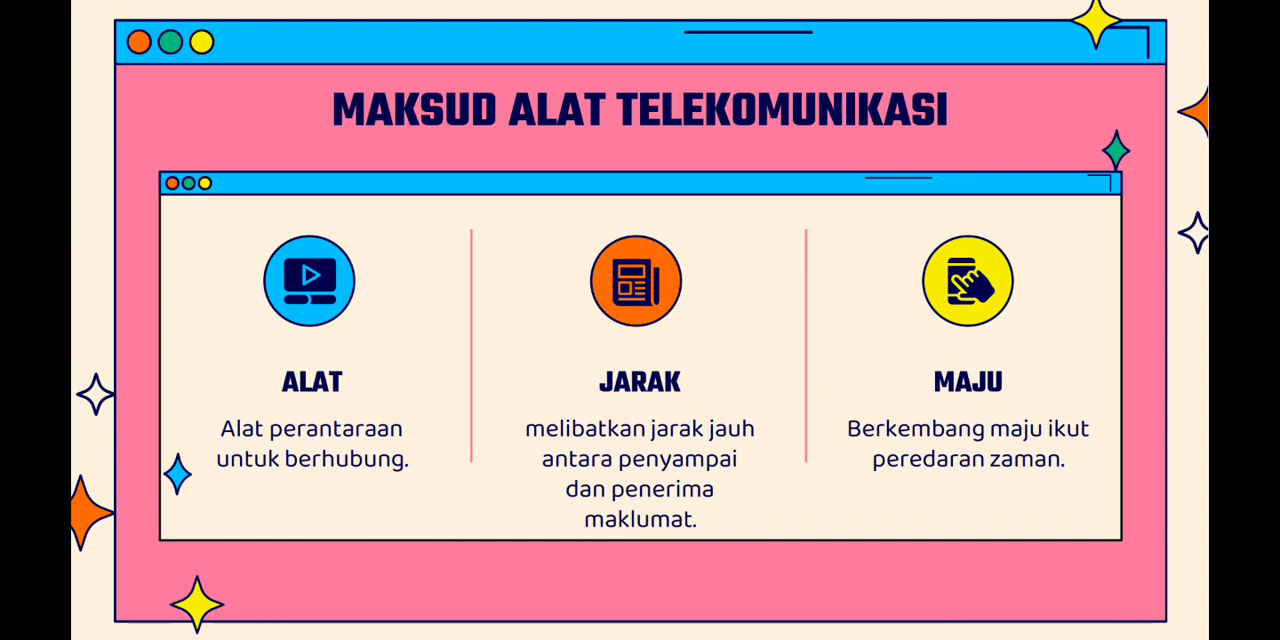 MAKSUD ALAT TELEKOMUNIKASI
ALAT
Alat perantaraan
untuk berhubung.
JARAK
melibatkan jarak jauh
antara penyampai
dan penerima
maklumat.
MAJU
Berkembang maju ikut
peredaran zaman.